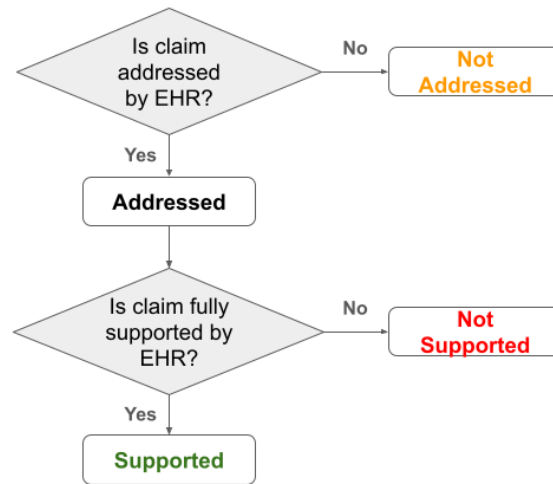 Is claim
addressed
by EHR?
No
Not
Addressed
Yes
Addressed
Is claim fully
supported by
EHR?
No
Not
Supported
Yes
Supported